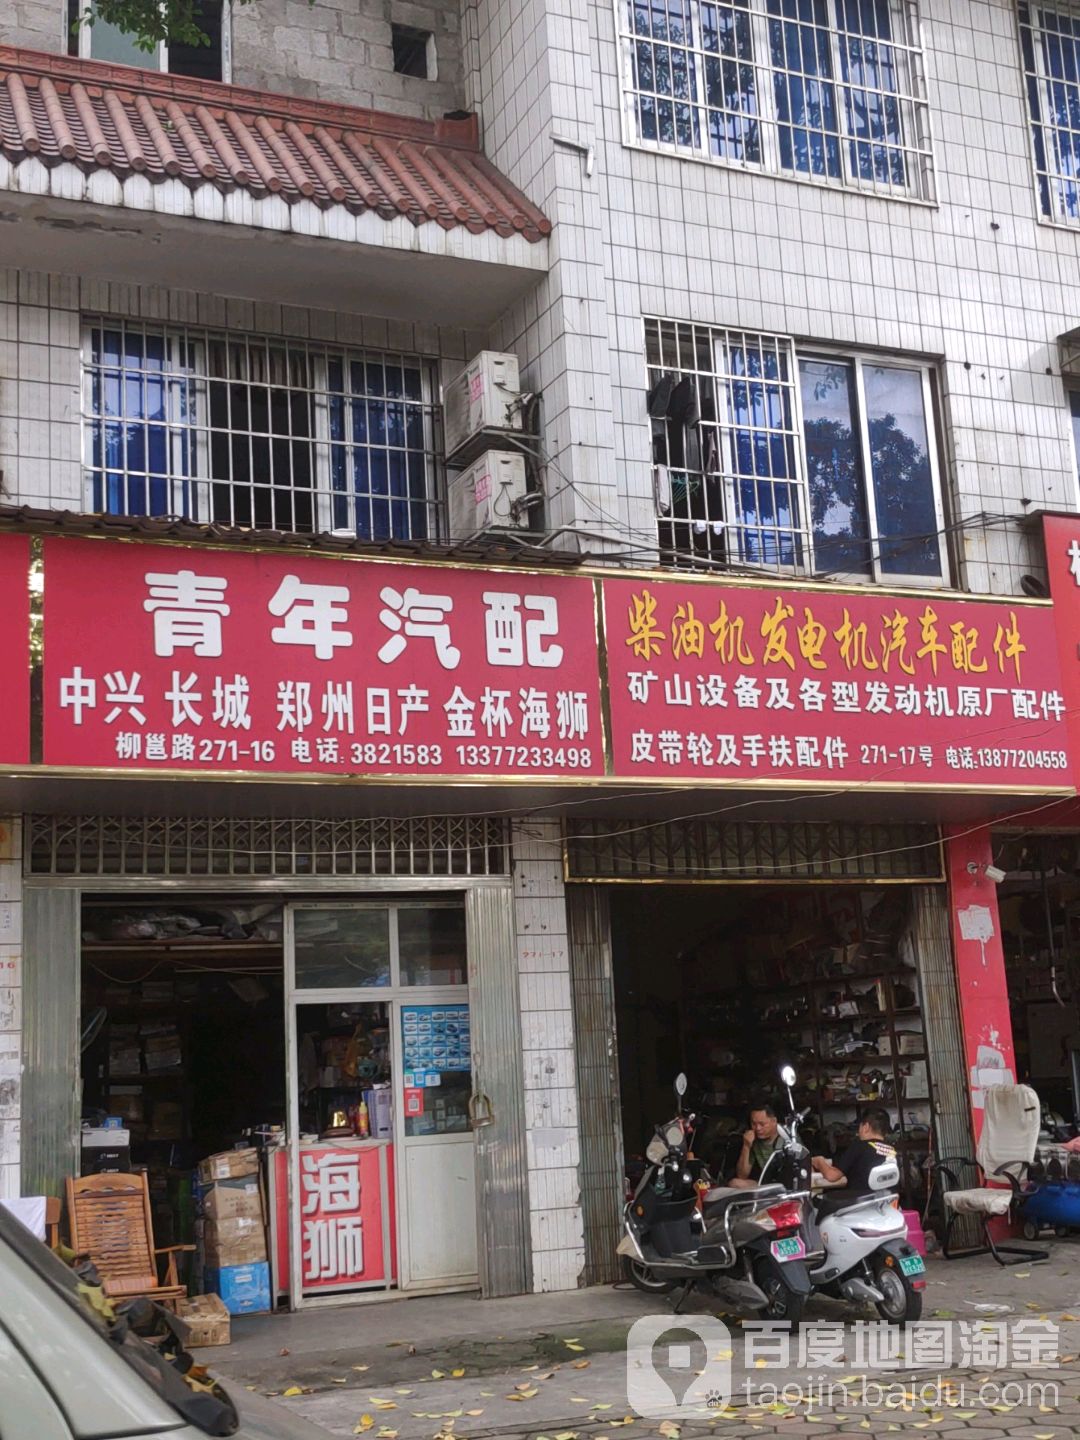 青年汽配
中兴 长城 郑州日产 金杯海狮
柳邕路271-16 电话:3821583 13377233498
柴油机发电机汽车配件
矿山设备及各型发动机原厂配件
皮带轮及手扶配件 271-17号 电话:13877204558
271-17
海狮
百度地图淘金
taojin.baidu.com